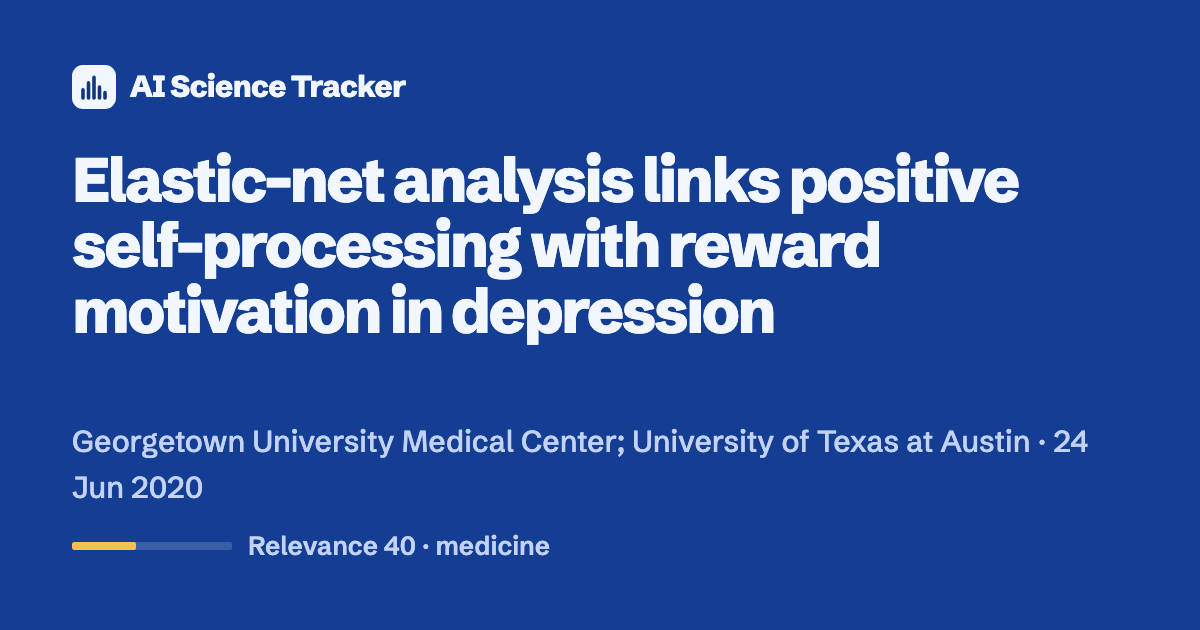 AI Science Tracker
Elastic-net analysis links positive
self-processing with reward
motivation in depression
Georgetown University Medical Center; University of Texas at Austin · 24
Jun 2020
Relevance 40 · medicine